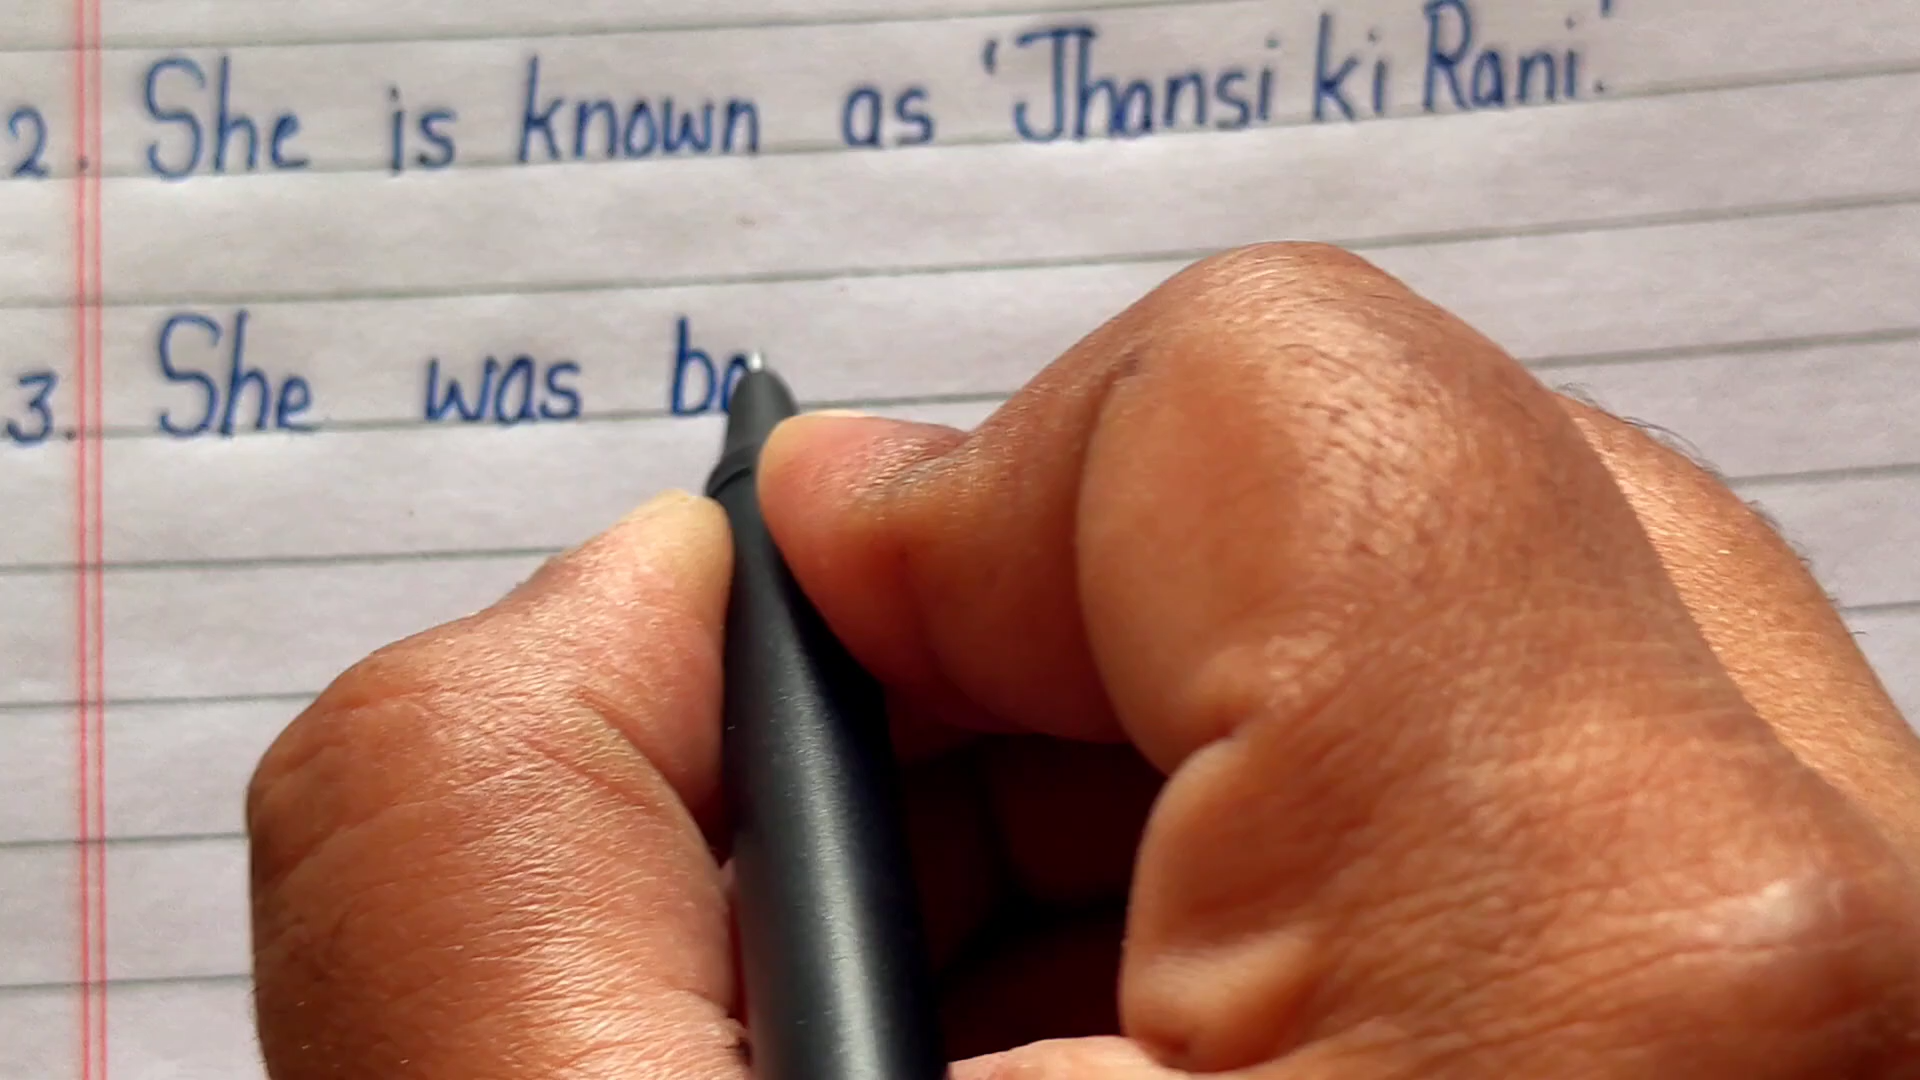 2. She is known as 'Jhansi ki Rani.'
3. She was